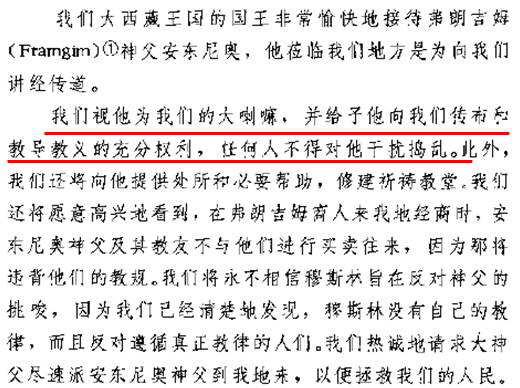 我们大西藏王国的国王非常愉快地接待弗朗吉姆
(Framgim)①神父安东尼奥，他莅临我们地方是为向我们
讲经传道。
我们视他为我们的大喇嘛，并给予他向我们传布和
教导教义的充分权利，任何人不得对他干扰捣乱。此外，
我们还将向他提供处所和必要帮助，修建祈祷教堂。我们
还将愿意高兴地看到，在弗朗吉姆商人来我地经商时，安
东尼奥神父及其教友不与他们进行买卖往来，因为那将
违背他们的教规。我们将永不相信穆斯林旨在反对神父的
挑唆，因为我们已经清楚地发现，穆斯林没有自己的教
律，而且反对遵循真正教律的人们。我们热诚地请求大神
父尽速派安东尼奥神父到我地来，以便拯救我们的人民。